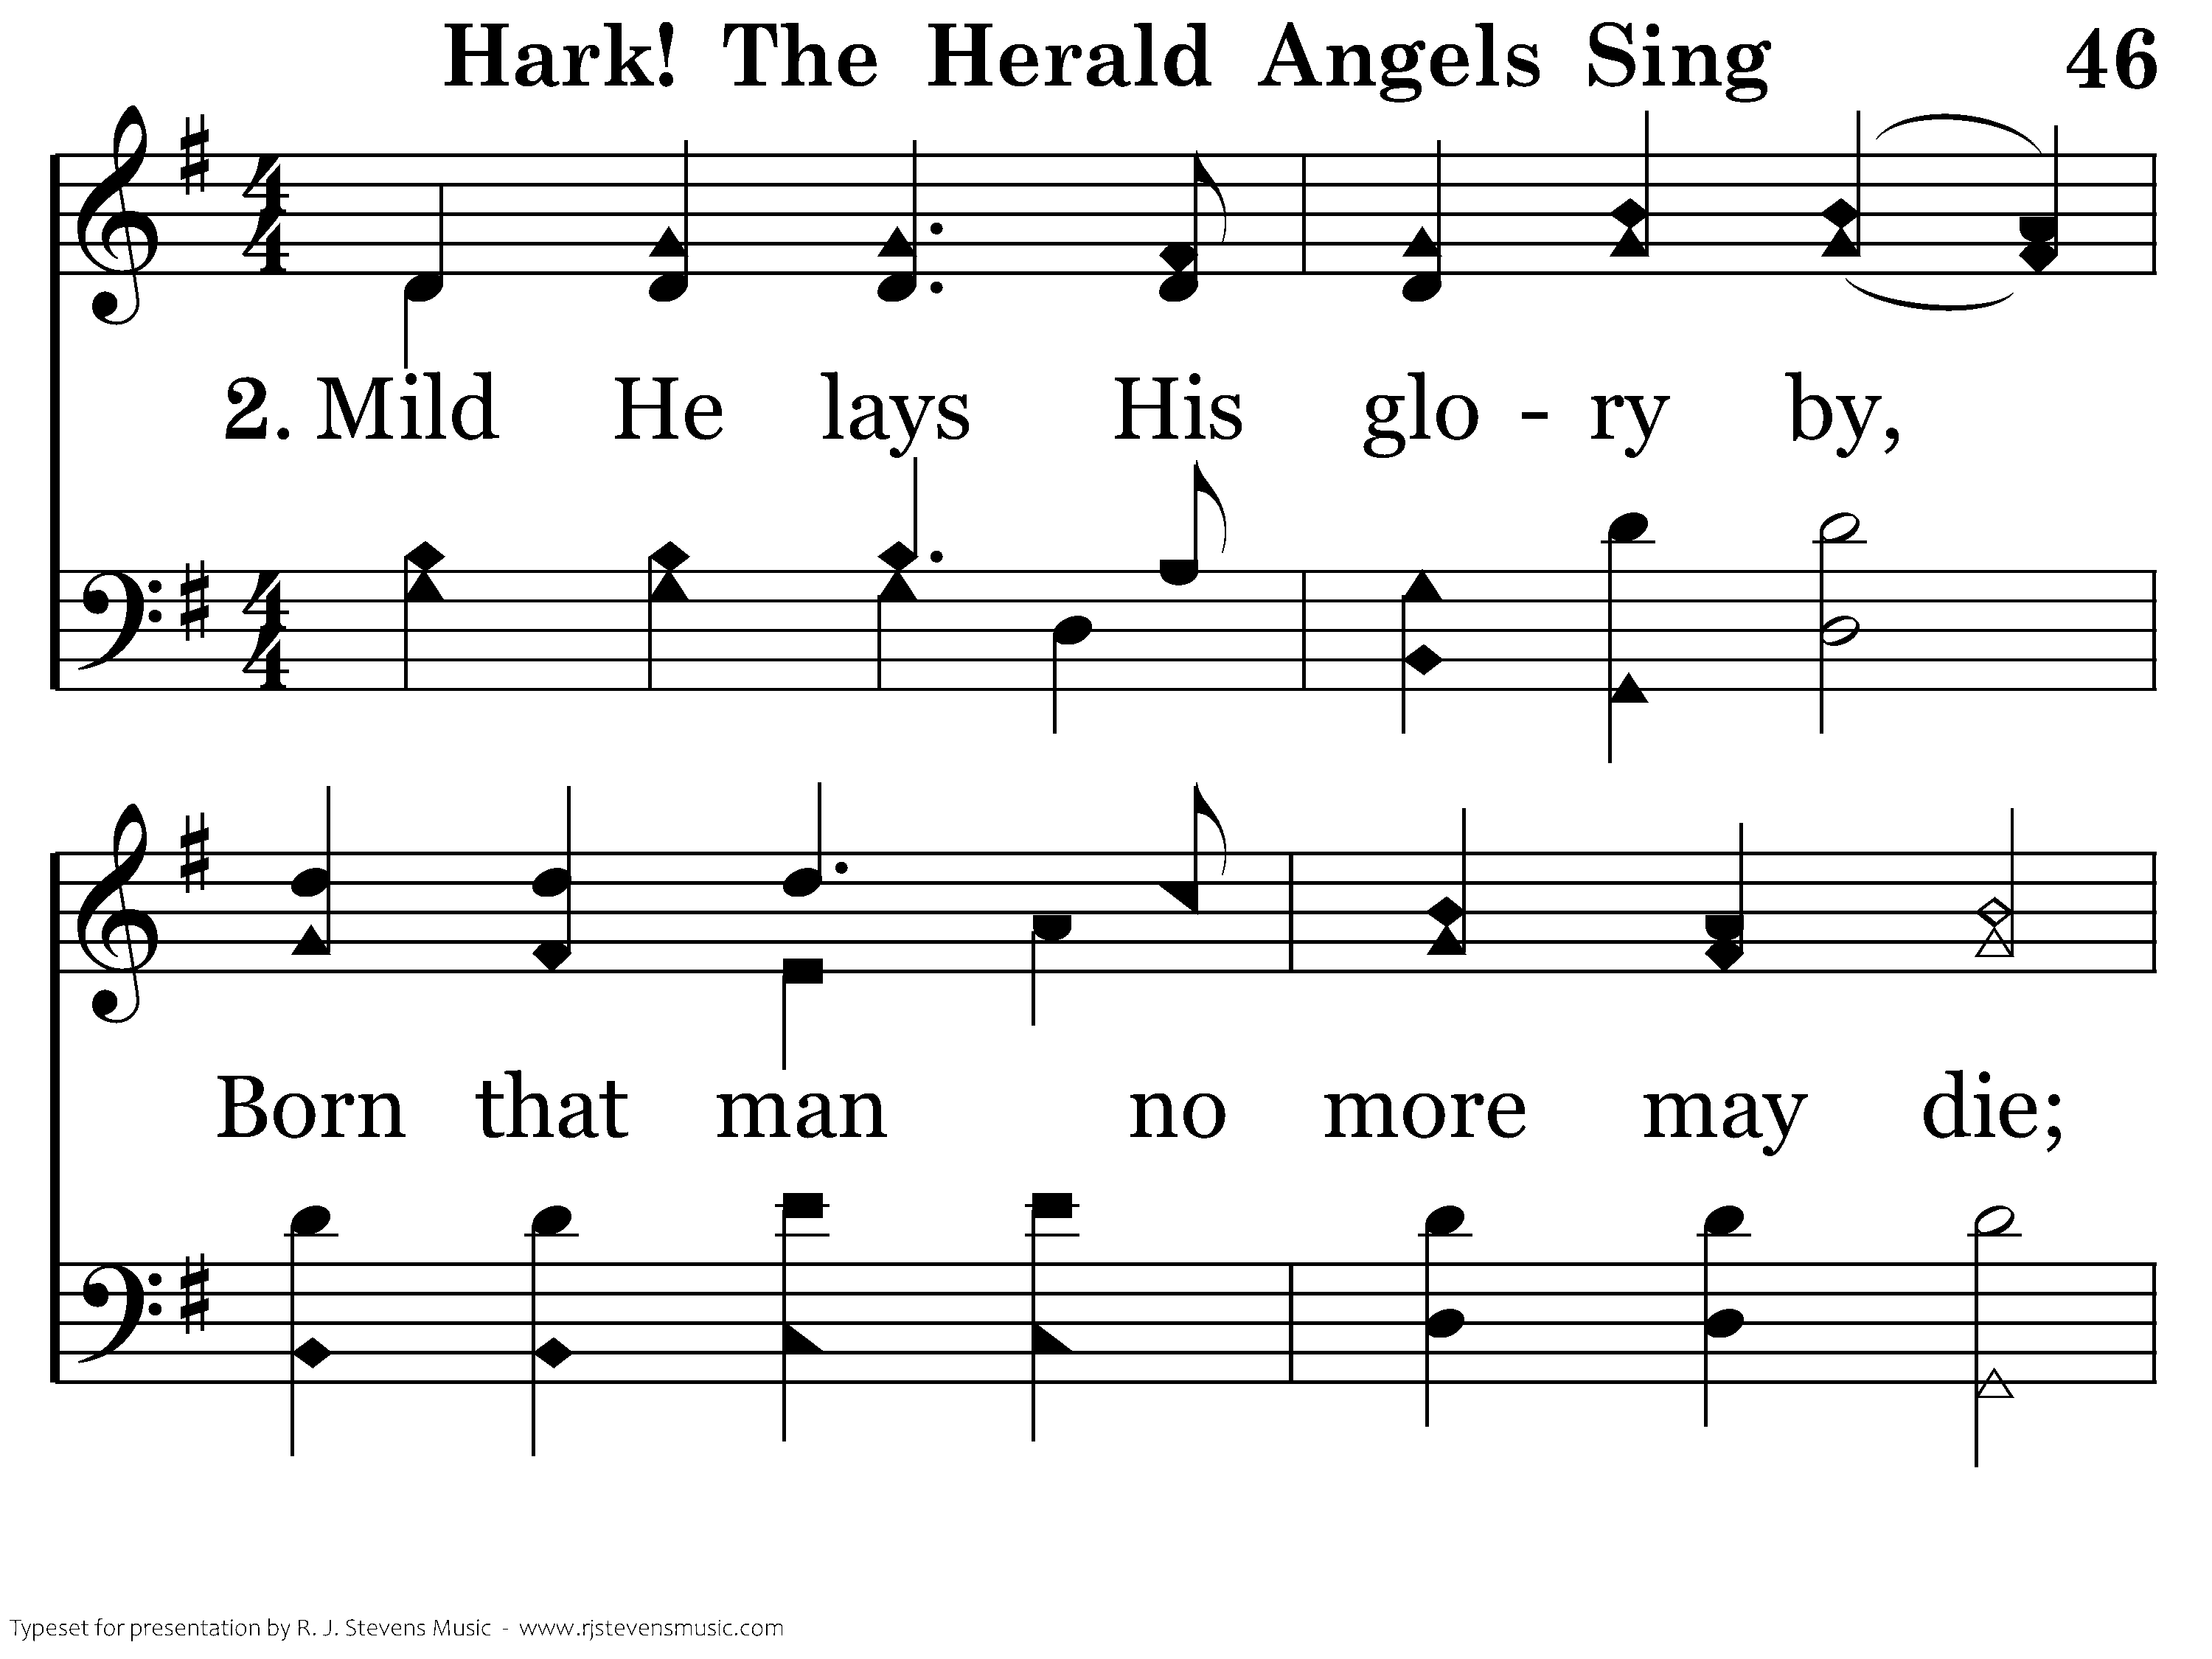 Hark! The Herald Angels Sing 46
2. Mild He lays His glo - ry by,
Born that man no more may die;
Typeset for presentation by R. J. Stevens Music - www.rjstevensmusic.com